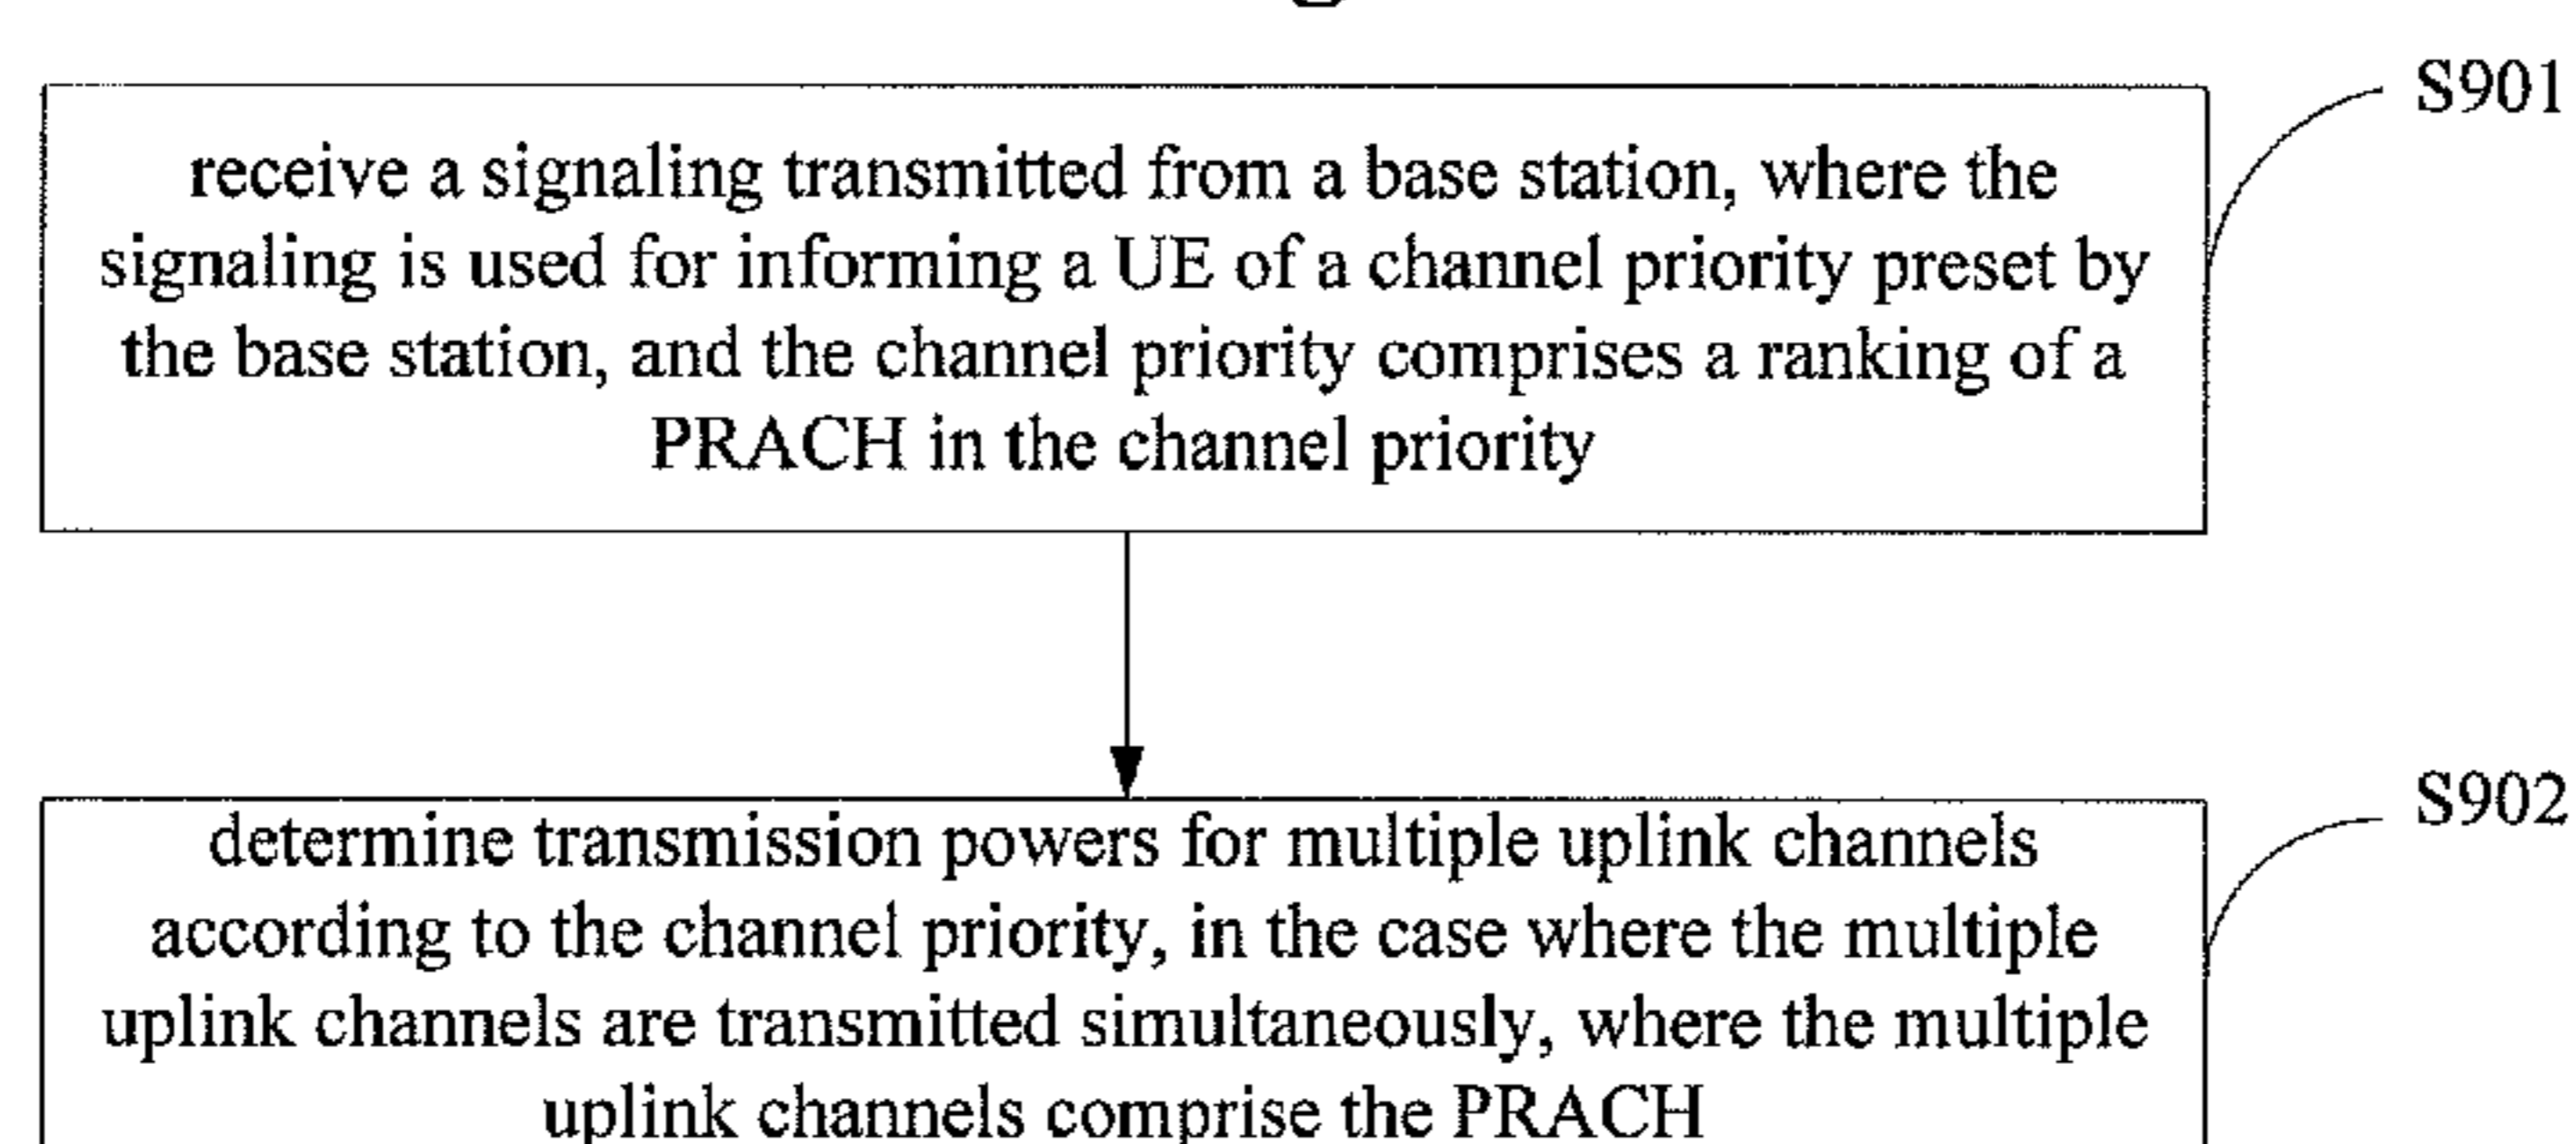 S901
receive a signaling transmitted from a base station, where the
signaling is used for informing a UE of a channel priority preset by
the base station, and the channel priority comprises a ranking of a
PRACH in the channel priority
S902
determine transmission powers for multiple uplink channels
according to the channel priority, in the case where the multiple
uplink channels are transmitted simultaneously, where the multiple
uplink channels comprise the PRACH